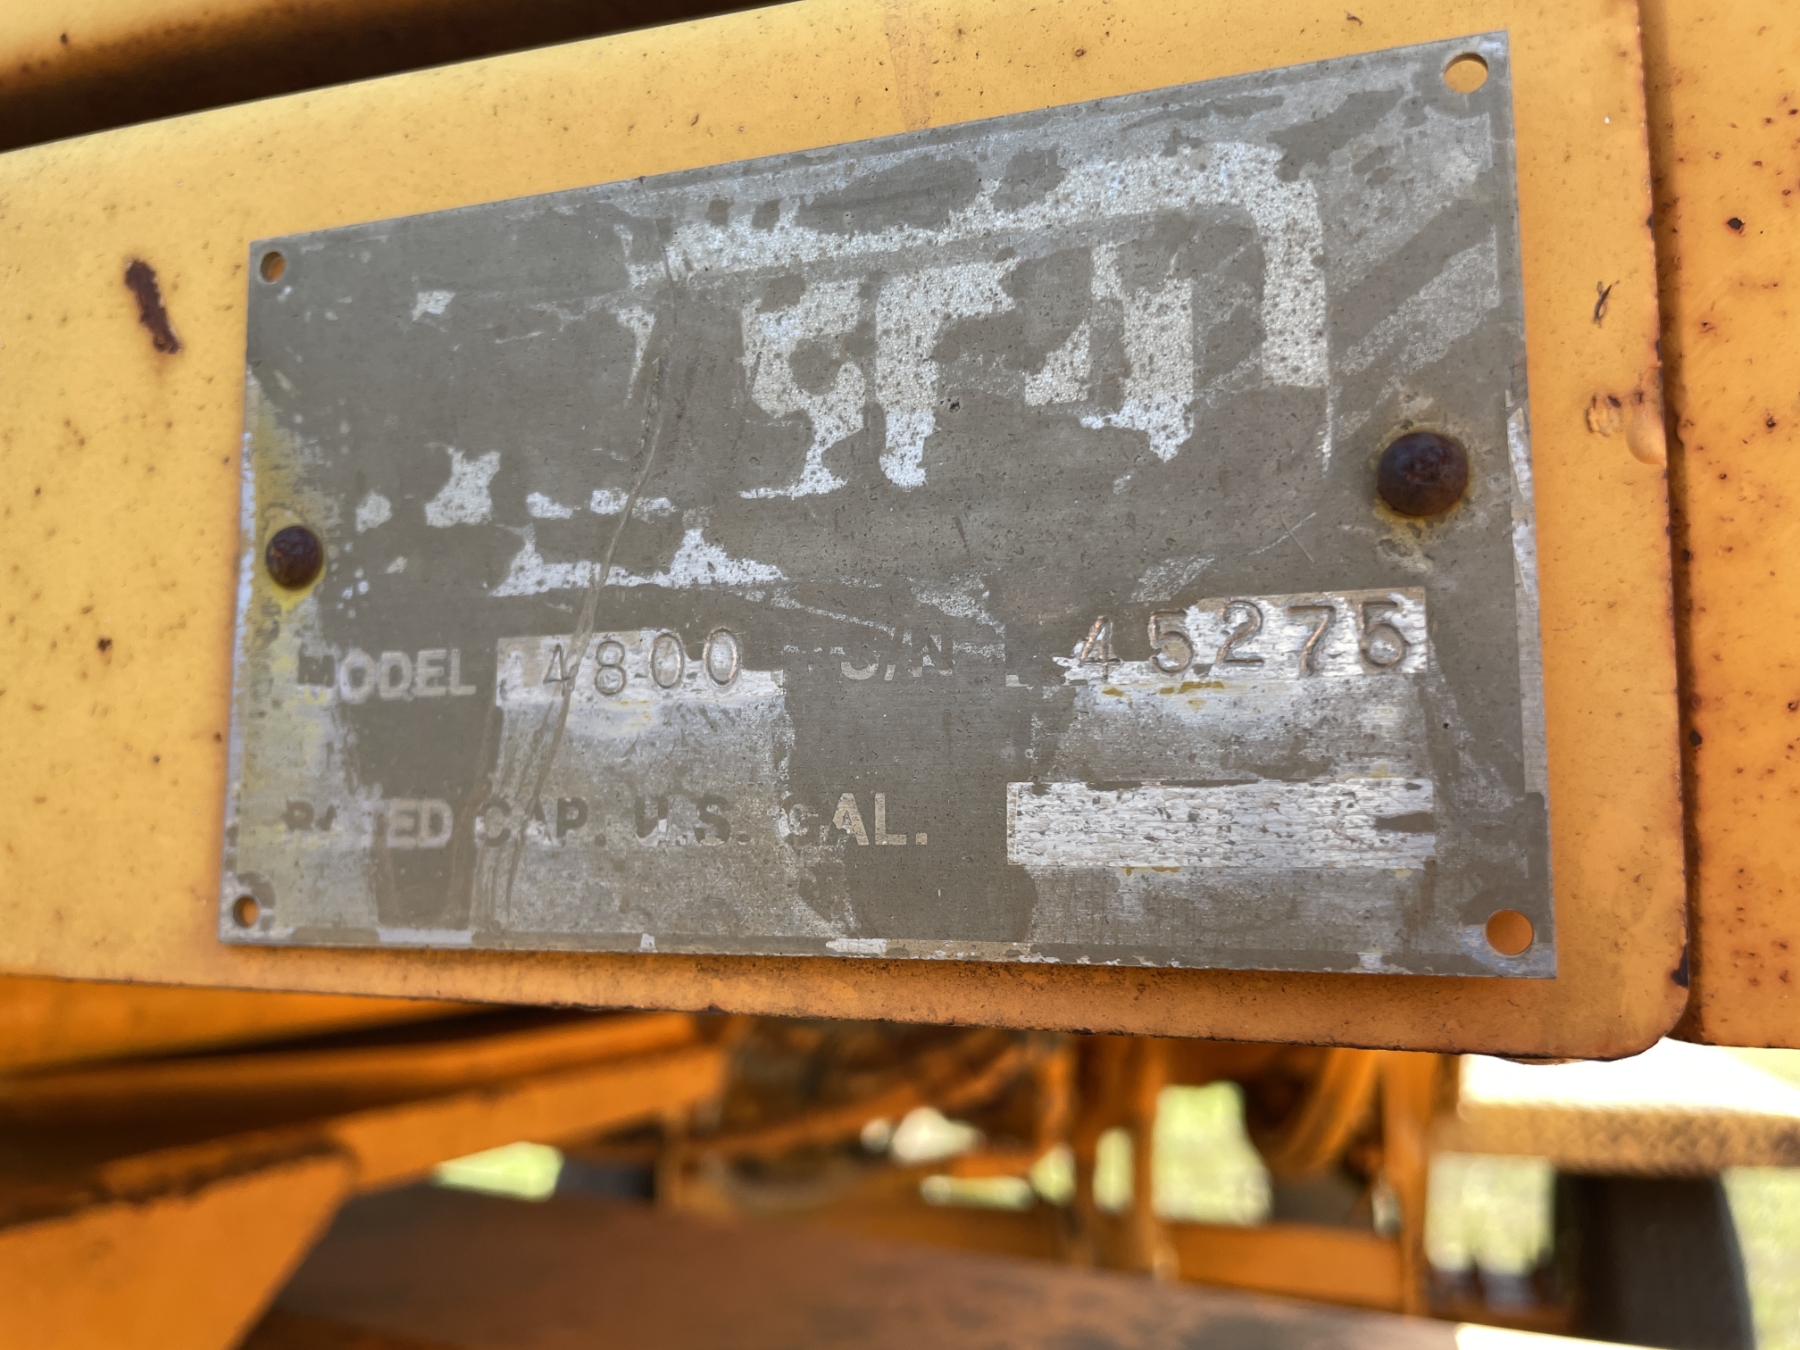 MODEL 4800 S/N 45275
RATED CAP. U.S. GAL.